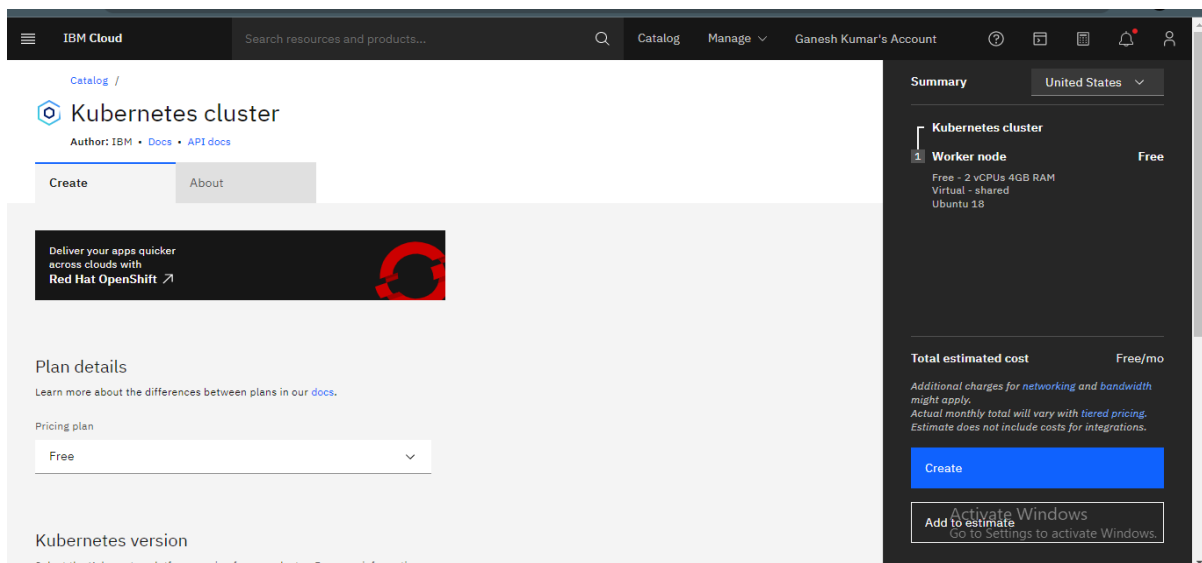 IBM Cloud
Search resources and products...
Catalog
Manage
Ganesh Kumar's Account
Catalog /
Kubernetes cluster
Author: IBM • Docs • API docs
Create
About
Deliver your apps quicker
across clouds with
Red Hat OpenShift
Plan details
Learn more about the differences between plans in our docs.
Pricing plan
Free
Kubernetes version
Summary
United States
Kubernetes cluster
1 Worker node Free
Free - 2 vCPUs 4GB RAM
Virtual - shared
Ubuntu 18
Total estimated cost Free/mo
Additional charges for networking and bandwidth
might apply.
Actual monthly total will vary with tiered pricing.
Estimate does not include costs for integrations.
Create
Add to estimate
Activate Windows
Go to Settings to activate Windows.